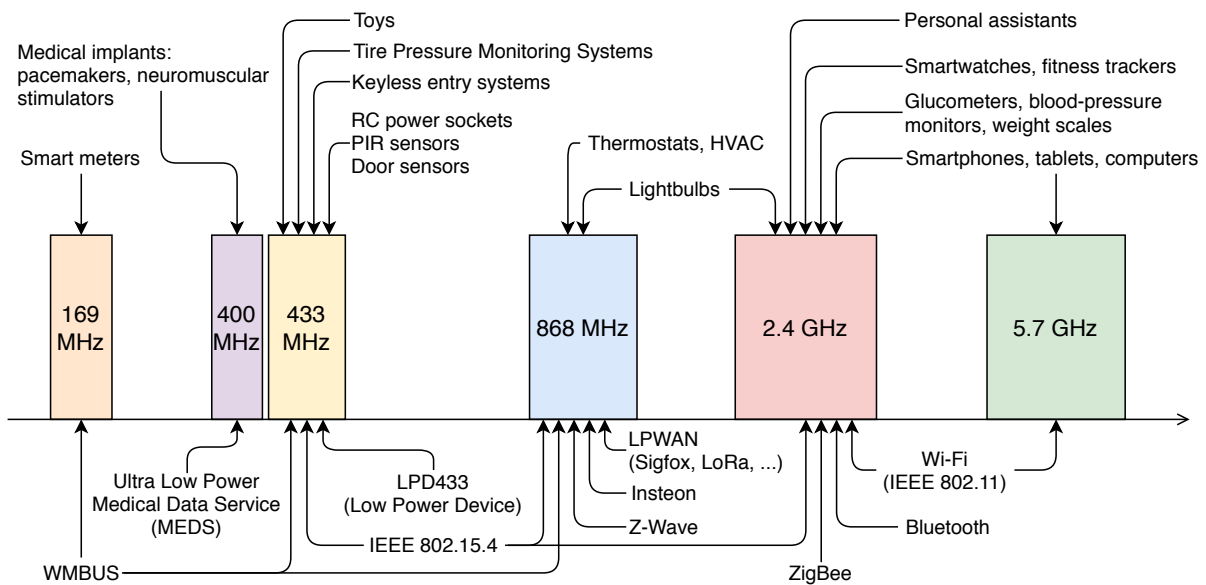 Toys
Tire Pressure Monitoring Systems
Keyless entry systems
RC power sockets
PIR sensors
Door sensors
Medical implants:
pacemakers, neuromuscular
stimulators
Smart meters
Thermostats, HVAC
Lightbulbs
Personal assistants
Smartwatches, fitness trackers
Glucometers, blood-pressure
monitors, weight scales
Smartphones, tablets, computers
169
MHz
400
MHz
433
MHz
868 MHz
2.4 GHz
5.7 GHz
Ultra Low Power
Medical Data Service
(MEDS)
LPD433
(Low Power Device)
IEEE 802.15.4
WMBUS
LPWAN
(Sigfox, LoRa, ...)
Insteon
Z-Wave
Wi-Fi
(IEEE 802.11)
Bluetooth
ZigBee